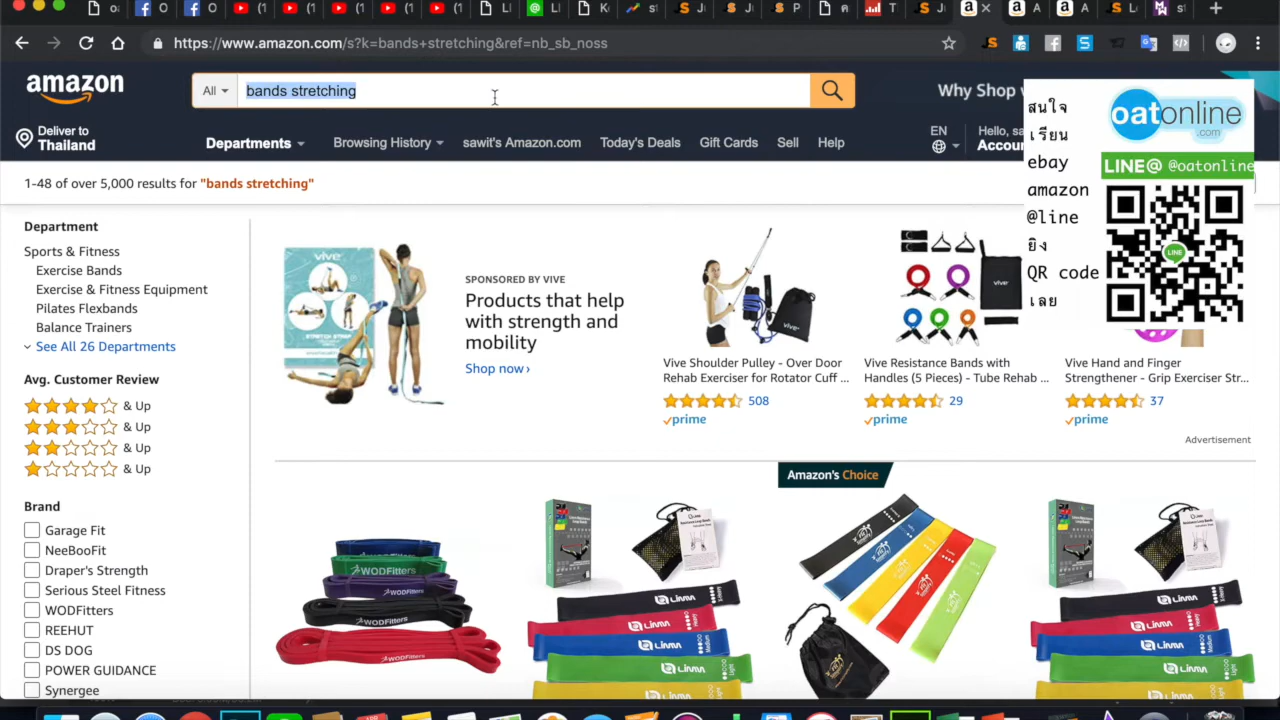 https://www.amazon.com/s?k=bands+stretching&ref=nb_sb_noss
amazon
All
bands stretching
Why Shop
Deliver to
Thailand
Departments
Browsing History
sawit's Amazon.com
Today's Deals
Gift Cards
Sell
Help
EN
Hello, sa
Accoun
สนใจ
เรียน
ebay
amazon
@line
ยิง
QR code
เลย
oatonline
.com
LINE@ @oatonline
LINE
1-48 of over 5,000 results for "bands stretching"
Department
Sports & Fitness
Exercise Bands
Exercise & Fitness Equipment
Pilates Flexbands
Balance Trainers
See All 26 Departments
Avg. Customer Review
& Up
& Up
& Up
& Up
Brand
Garage Fit
NeeBooFit
Draper's Strength
Serious Steel Fitness
WODFitters
REEHUT
DS DOG
POWER GUIDANCE
Synergee
vive
SPONSORED BY VIVE
Products that help
with strength and
mobility
Shop now ›
vive
Vive Shoulder Pulley - Over Door
Rehab Exerciser for Rotator Cuff ...
508
prime
vive
Vive Resistance Bands with
Handles (5 Pieces) - Tube Rehab ...
29
prime
Vive Hand and Finger
Strengthener - Grip Exerciser Str...
37
prime
Advertisement
Amazon's Choice
WODFitters
WODFitters
WODFitters
WODFitters
LIMM
LIMM
LIMM
LIMM
LIMM
LIMM
LIMM
LIMM